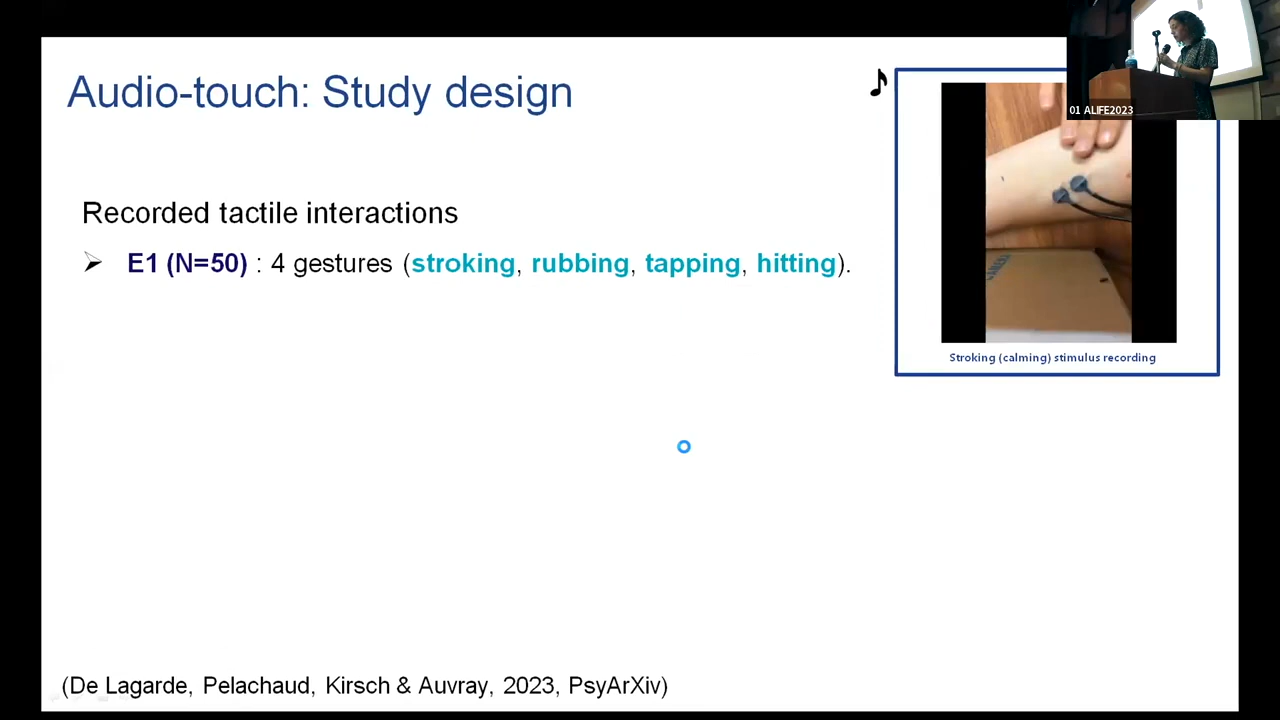 Audio-touch: Study design
01 ALIFE2023
Recorded tactile interactions
➢ E1 (N=50) : 4 gestures (stroking, rubbing, tapping, hitting).
Stroking (calming) stimulus recording
(De Lagarde, Pelachaud, Kirsch & Auvray, 2023, PsyArXiv)